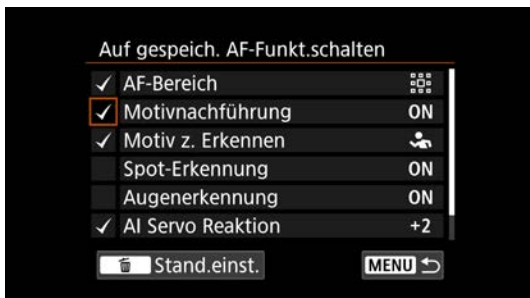 Auf gespeich. AF-Funkt.schalten
AF-Bereich
Motivnachführung ON
Motiv z. Erkennen
Spot-Erkennung ON
Augenerkennung ON
AI Servo Reaktion +2
Stand.einst. MENU